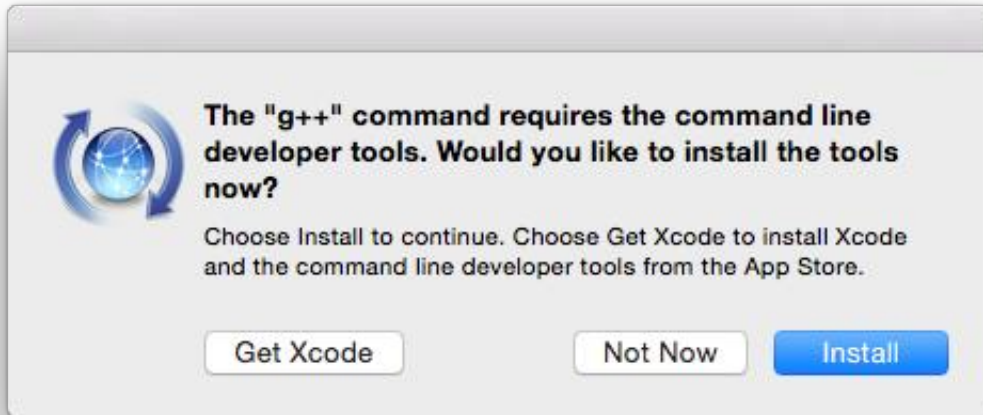 The "g++" command requires the command line
developer tools. Would you like to install the tools
now?
Choose Install to continue. Choose Get Xcode to install Xcode
and the command line developer tools from the App Store.
Get Xcode
Not Now
Install